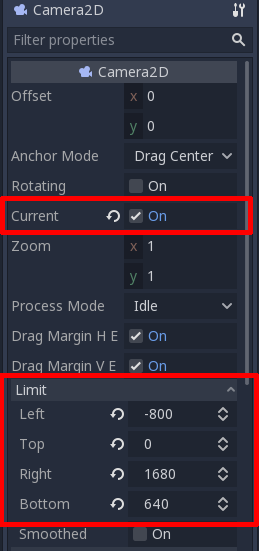 Camera2D
Filter properties
Camera2D
Offset x 0
y 0
Anchor Mode Drag Center
Rotating On
Current On
Zoom x 1
y 1
Process Mode Idle
Drag Margin H E On
Drag Margin V E On
Limit
Left -800
Top 0
Right 1680
Bottom 640
Smoothed On